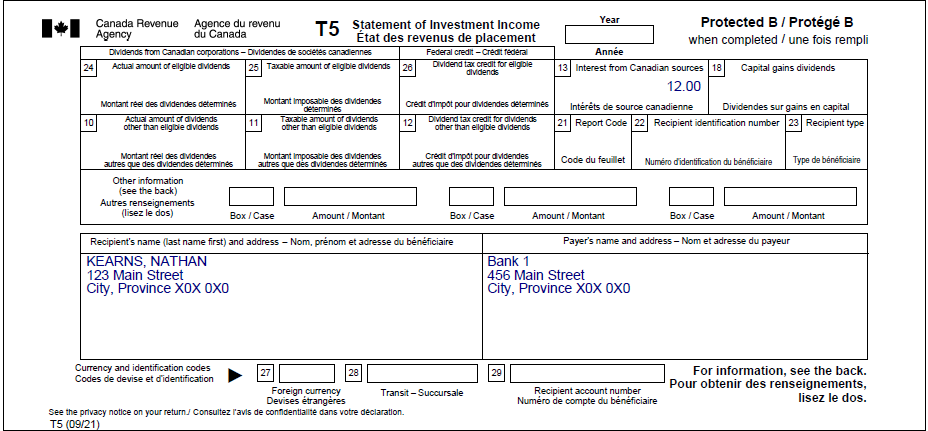 Canada Revenue Agency
Agence du revenu du Canada
T5
Statement of Investment Income
État des revenus de placement
Year
Année
Protected B / Protégé B
when completed / une fois rempli
Dividends from Canadian corporations – Dividendes de sociétés canadiennes
Federal credit – Crédit fédéral
24 Actual amount of eligible dividends
Montant réel des dividendes déterminés
25 Taxable amount of eligible dividends
Montant imposable des dividendes déterminés
26 Dividend tax credit for eligible dividends
Crédit d'impôt pour dividendes déterminés
13 Interest from Canadian sources
12.00
Intérêts de source canadienne
18 Capital gains dividends
Dividendes sur gains en capital
10 Actual amount of dividends other than eligible dividends
Montant réel des dividendes autres que des dividendes déterminés
11 Taxable amount of dividends other than eligible dividends
Montant imposable des dividendes autres que des dividendes déterminés
12 Dividend tax credit for dividends other than eligible dividends
Crédit d'impôt pour dividendes autres que des dividendes déterminés
21 Report Code
Code du feuillet
22 Recipient identification number
Numéro d'identification du bénéficiaire
23 Recipient type
Type de bénéficiaire
Other information
(see the back)
Autres renseignements
(lisez le dos)
Box / Case Amount / Montant Box / Case Amount / Montant Box / Case Amount / Montant
Recipient's name (last name first) and address – Nom, prénom et adresse du bénéficiaire
KEARNS, NATHAN
123 Main Street
City, Province X0X 0X0
Payer's name and address – Nom et adresse du payeur
Bank 1
456 Main Street
City, Province X0X 0X0
Currency and identification codes
Codes de devise et d'identification
27
Foreign currency
Devises étrangères
28
Transit – Succursale
29
Recipient account number
Numéro de compte du bénéficiaire
For information, see the back.
Pour obtenir des renseignements,
lisez le dos.
See the privacy notice on your return./ Consultez l'avis de confidentialité dans votre déclaration.
T5 (09/21)